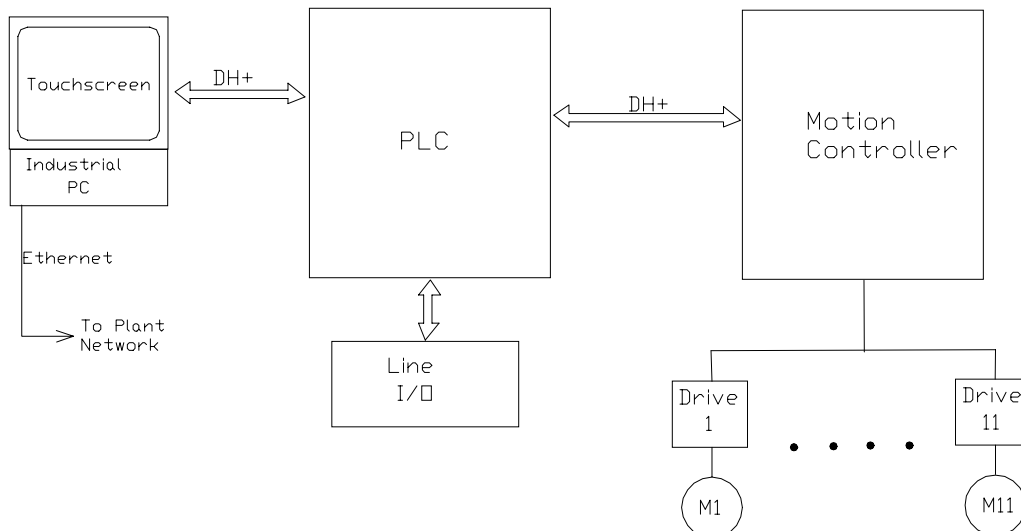 Touchscreen
Industrial
PC
Ethernet
To Plant
Network
DH+
PLC
Line
I/O
DH+
Motion
Controller
Drive
1
Drive
11
M1
M11